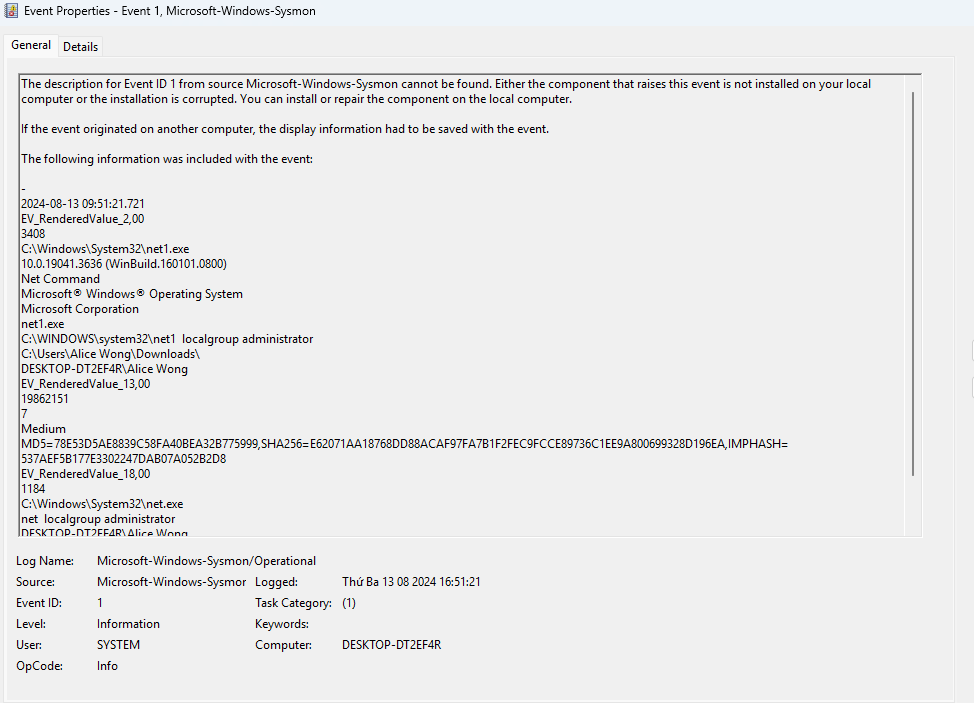 Event Properties - Event 1, Microsoft-Windows-Sysmon
General Details
The description for Event ID 1 from source Microsoft-Windows-Sysmon cannot be found. Either the component that raises this event is not installed on your local
computer or the installation is corrupted. You can install or repair the component on the local computer.
If the event originated on another computer, the display information had to be saved with the event.
The following information was included with the event:
-
2024-08-13 09:51:21.721
EV_RenderedValue_2,00
3408
C:\Windows\System32\net1.exe
10.0.19041.3636 (WinBuild.160101.0800)
Net Command
Microsoft® Windows® Operating System
Microsoft Corporation
net1.exe
C:\WINDOWS\system32\net1  localgroup administrator
C:\Users\Alice Wong\Downloads\
DESKTOP-DT2EF4R\Alice Wong
EV_RenderedValue_13,00
19862151
7
Medium
MD5=78E53D5AE8839C58FA40BEA32B775999,SHA256=E62071AA18768DD88ACAF97FA7B1F2FEC9FCCE89736C1EE9A800699328D196EA,IMPHASH=
537AEF5B177E3302247DAB07A052B2D8
EV_RenderedValue_18,00
1184
C:\Windows\System32\net.exe
net  localgroup administrator
DESKTOP-DT2EF4R\Alice Wong
Log Name: Microsoft-Windows-Sysmon/Operational
Source: Microsoft-Windows-Sysmor Logged: Thứ Ba 13 08 2024 16:51:21
Event ID: 1 Task Category: (1)
Level: Information Keywords:
User: SYSTEM Computer: DESKTOP-DT2EF4R
OpCode: Info